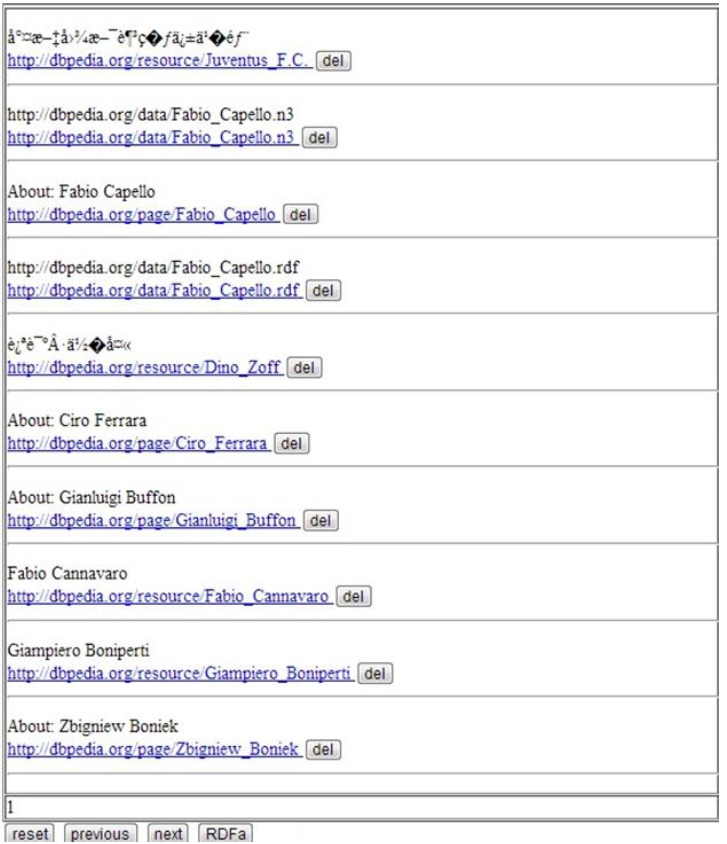 å°¤æ–‡å›¾æ–¯è¶³ç�ƒä¿±ä¹�éƒ¨
http://dbpedia.org/resource/Juventus_F.C. del
http://dbpedia.org/data/Fabio_Capello.n3
http://dbpedia.org/data/Fabio_Capello.n3 del
About: Fabio Capello
http://dbpedia.org/page/Fabio_Capello del
http://dbpedia.org/data/Fabio_Capello.rdf
http://dbpedia.org/data/Fabio_Capello.rdf del
è¿ªè¯ºÂ·ä½�å¤«
http://dbpedia.org/resource/Dino_Zoff del
About: Ciro Ferrara
http://dbpedia.org/page/Ciro_Ferrara del
About: Gianluigi Buffon
http://dbpedia.org/page/Gianluigi_Buffon del
Fabio Cannavaro
http://dbpedia.org/resource/Fabio_Cannavaro del
Giampiero Boniperti
http://dbpedia.org/resource/Giampiero_Boniperti del
About: Zbigniew Boniek
http://dbpedia.org/page/Zbigniew_Boniek del
1
reset previous next RDFa